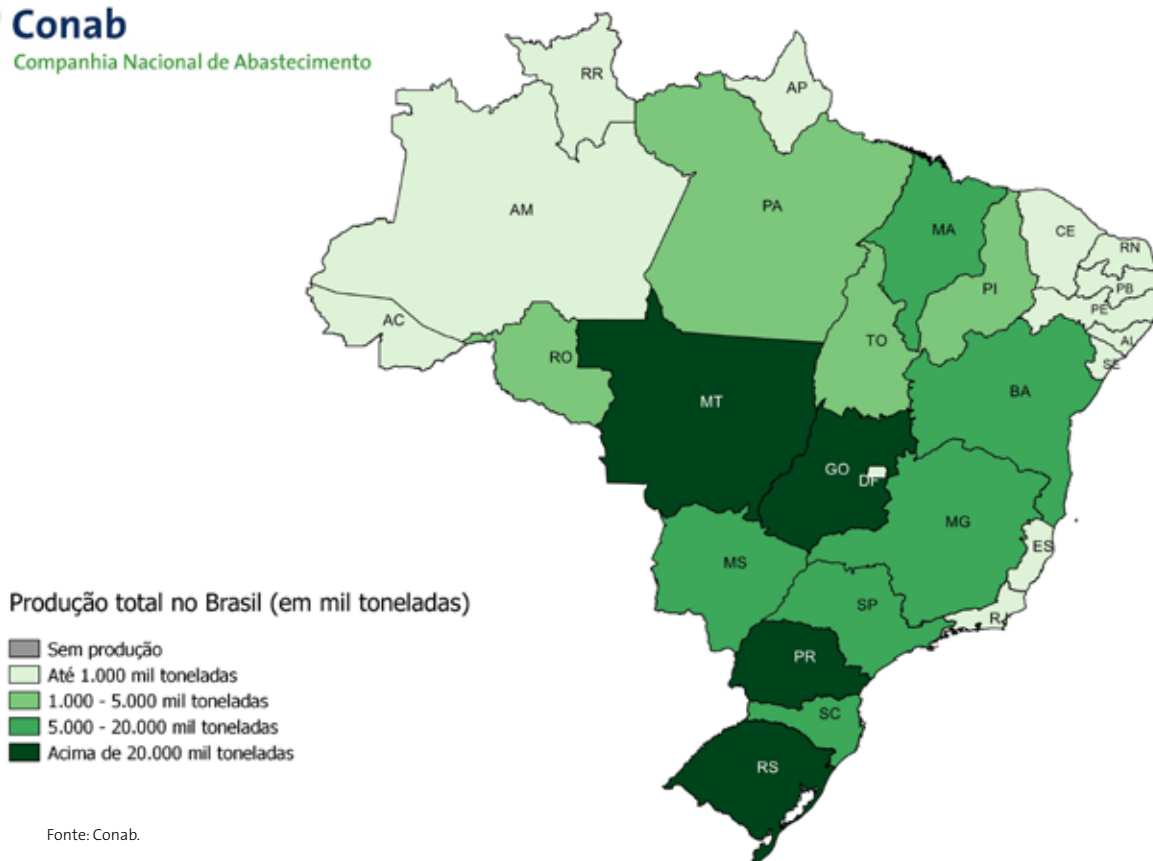 Conab
Companhia Nacional de Abastecimento
RR
AP
AM
PA
MA
CE
RN
PB
PE
PI
AL
SE
AC
RO
TO
BA
MT
GO
DF
MG
ES
MS
SP
RJ
PR
SC
RS
Produção total no Brasil (em mil toneladas)
Sem produção
Até 1.000 mil toneladas
1.000 - 5.000 mil toneladas
5.000 - 20.000 mil toneladas
Acima de 20.000 mil toneladas
Fonte: Conab.